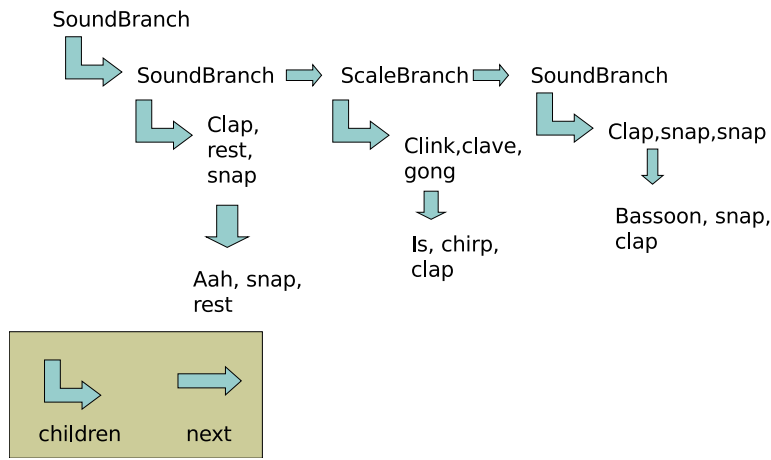 SoundBranch
SoundBranch
ScaleBranch
SoundBranch
Clap,
rest,
snap
Clink,clave,
gong
Clap,snap,snap
Aah, snap,
rest
Is, chirp,
clap
Bassoon, snap,
clap
children
next